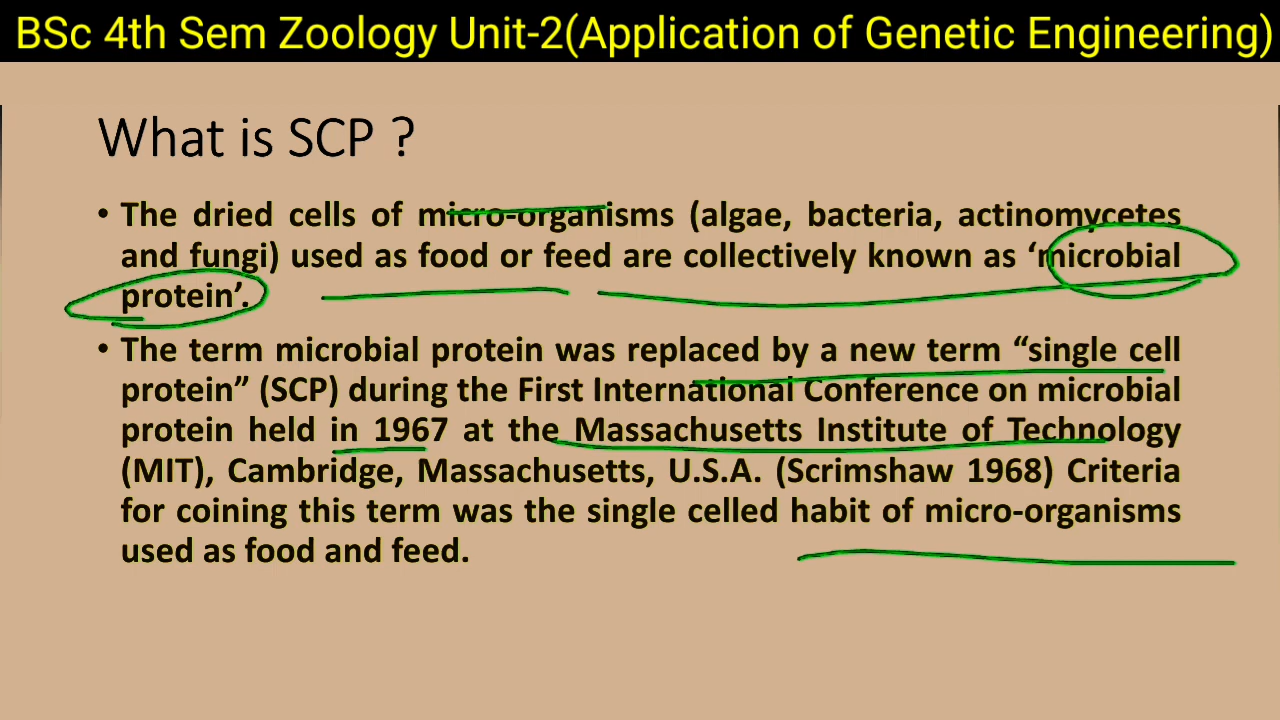 BSc 4th Sem Zoology Unit-2(Application of Genetic Engineering)
What is SCP ?
• The dried cells of micro-organisms (algae, bacteria, actinomycetes
and fungi) used as food or feed are collectively known as ‘microbial
protein’.
• The term microbial protein was replaced by a new term “single cell
protein” (SCP) during the First International Conference on microbial
protein held in 1967 at the Massachusetts Institute of Technology
(MIT), Cambridge, Massachusetts, U.S.A. (Scrimshaw 1968) Criteria
for coining this term was the single celled habit of micro-organisms
used as food and feed.